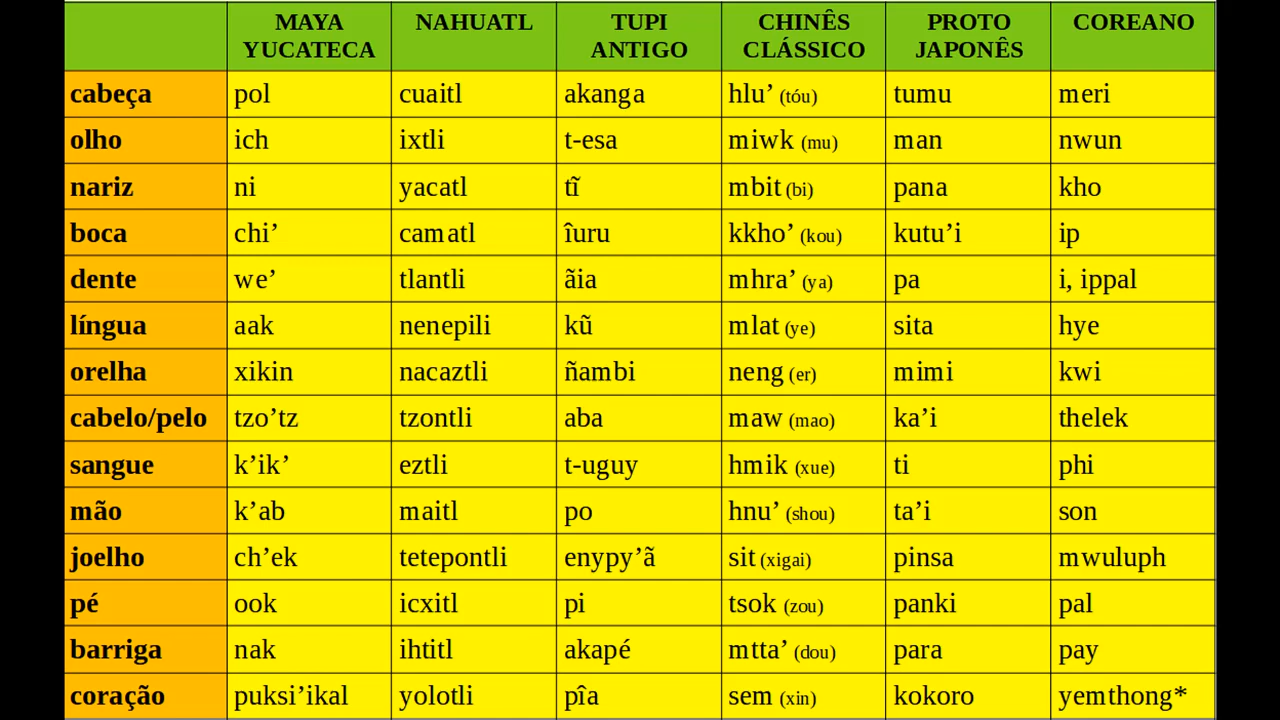 MAYA YUCATECA NAHUATL TUPI ANTIGO CHINÊS CLÁSSICO PROTO JAPONÊS COREANO
cabeça pol cuaitl akanga hlu’ (tóu) tumu meri
olho ich ixtli t-esa miwk (mu) man nwun
nariz ni yacatl tĩ mbit (bi) pana kho
boca chi’ camatl îuru kkho’ (kou) kutu’i ip
dente we’ tlantli ãia mhra’ (ya) pa i, ippal
língua aak nenepili kũ mlat (ye) sita hye
orelha xikin nacaztli ñambi neng (er) mimi kwi
cabelo/pelo tzo’tz tzontli aba maw (mao) ka’i thelek
sangue k’ik’ eztli t-uguy hmik (xue) ti phi
mão k’ab maitl po hnu’ (shou) ta’i son
joelho ch’ek tetepontli enypy’ã sit (xigai) pinsa mwuluph
pé ook icxitl pi tsok (zou) panki pal
barriga nak ihtitl akapé mtta’ (dou) para pay
coração puksi’ikal yolotli pîa sem (xin) kokoro yemthong*